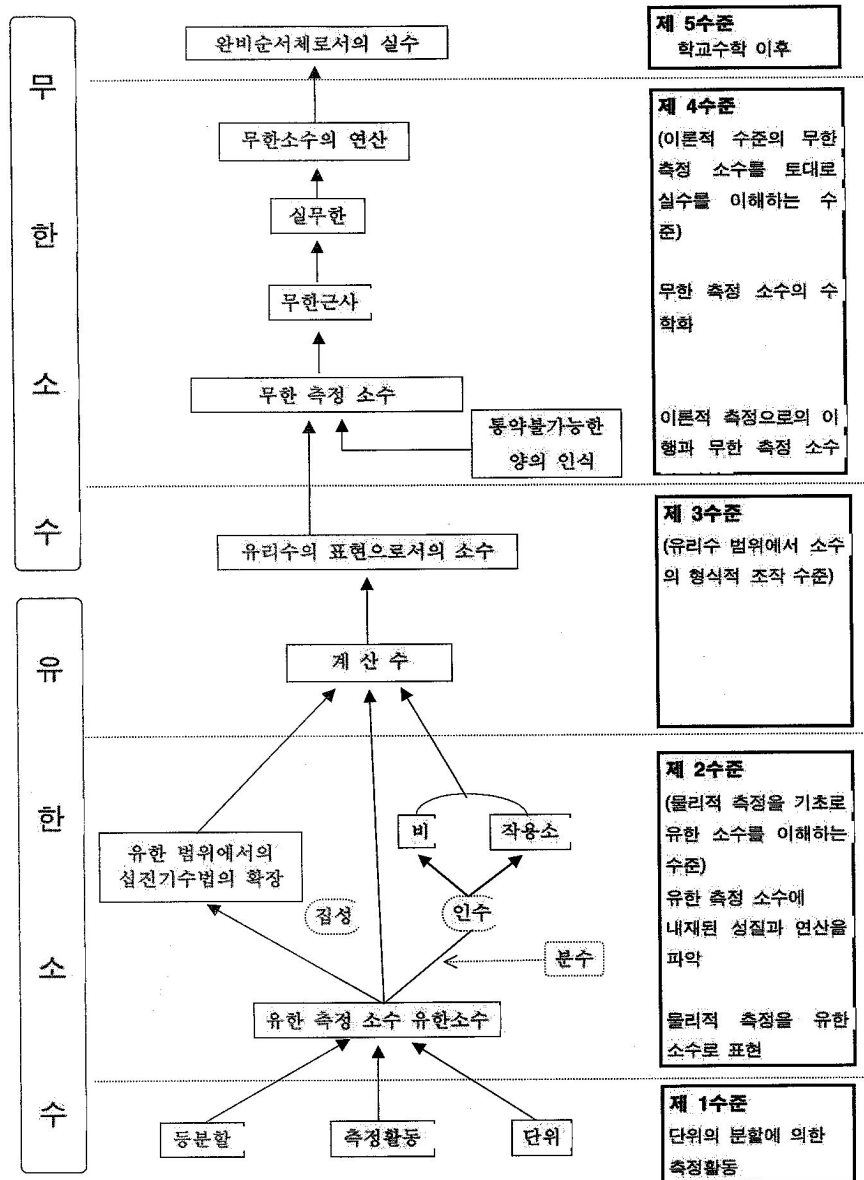 무
한
소
수
유
한
소
수
완비순서체로서의 실수
무한소수의 연산
실무한
무한근사
무한 측정 소수
통약불가능한
양의 인식
유리수의 표현으로서의 소수
계 산 수
유한 범위에서의
십진기수법의 확장
집성
비
작용소
인수
분수
유한 측정 소수 유한소수
등분할
측정활동
단위
제 5수준
학교수학 이후
제 4수준
(이론적 수준의 무한
측정 소수를 토대로
실수를 이해하는 수
준)
무한 측정 소수의 수
학화
이론적 측정으로의 이
행과 무한 측정 소수
제 3수준
(유리수 범위에서 소수
의 형식적 조작 수준)
제 2수준
(물리적 측정을 기초로
유한 소수를 이해하는
수준)
유한 측정 소수에
내재된 성질과 연산을
파악
물리적 측정을 유한
소수로 표현
제 1수준
단위의 분할에 의한
측정활동